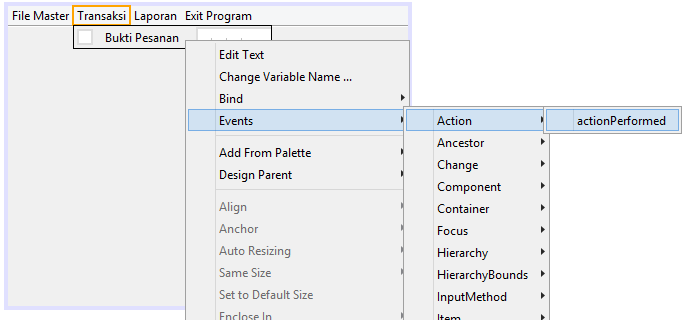 File Master Transaksi Laporan Exit Program
Bukti Pesanan
Edit Text
Change Variable Name ...
Bind
Events Action actionPerformed
Ancestor
Add From Palette
Change
Design Parent
Component
Align
Container
Anchor
Focus
Auto Resizing
Hierarchy
Same Size
HierarchyBounds
Set to Default Size
InputMethod
Enclose In
Item